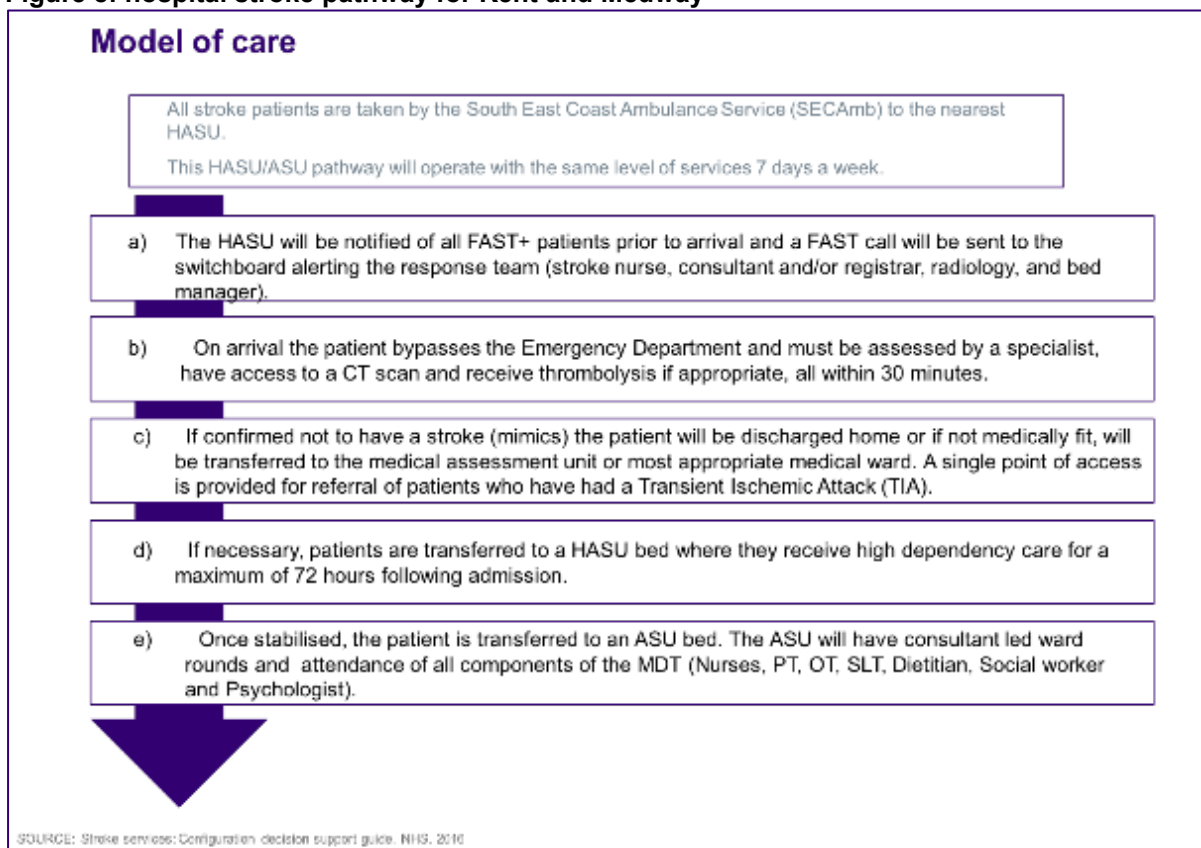 Figure 3: hospital stroke pathway for Kent and Medway
Model of care
All stroke patients are taken by the South East Coast Ambulance Service (SECAmb) to the nearest
HASU.
This HASU/ASU pathway will operate with the same level of services 7 days a week.
a) The HASU will be notified of all FAST+ patients prior to arrival and a FAST call will be sent to the
switchboard alerting the response team (stroke nurse, consultant and/or registrar, radiology, and bed
manager).
b) On arrival the patient bypasses the Emergency Department and must be assessed by a specialist,
have access to a CT scan and receive thrombolysis if appropriate, all within 30 minutes.
c) If confirmed not to have a stroke (mimics) the patient will be discharged home or if not medically fit, will
be transferred to the medical assessment unit or most appropriate medical ward. A single point of access
is provided for referral of patients who have had a Transient Ischemic Attack (TIA).
d) If necessary, patients are transferred to a HASU bed where they receive high dependency care for a
maximum of 72 hours following admission.
e) Once stabilised, the patient is transferred to an ASU bed. The ASU will have consultant led ward
rounds and attendance of all components of the MDT (Nurses, PT, OT, SLT, Dietitian, Social worker
and Psychologist).
SOURCE: Stroke services: Configuration decision support guide. NHS. 2016